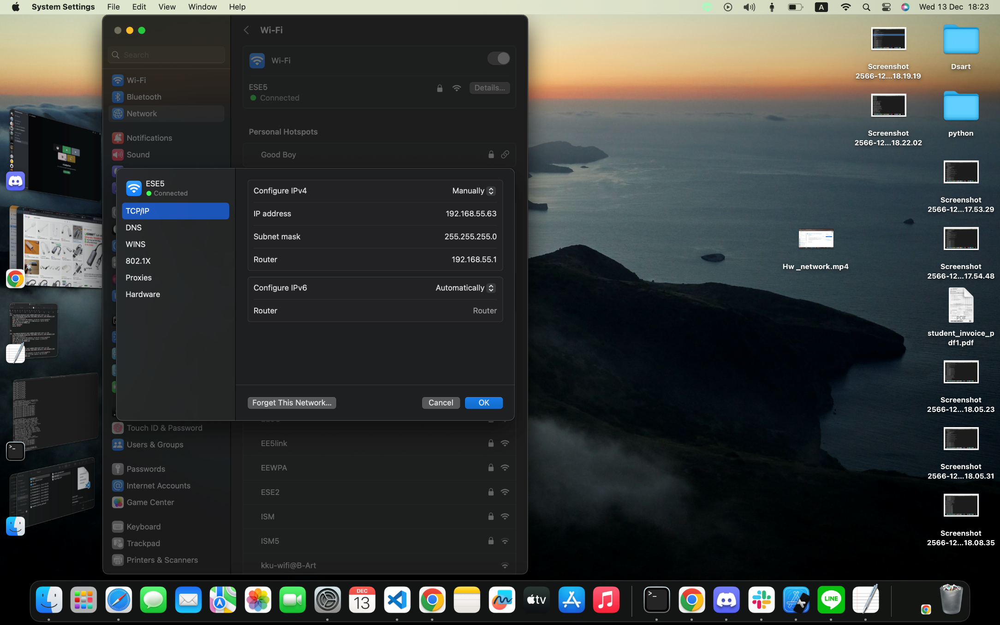 System Settings File Edit View Window Help
A Wed 13 Dec 18:23
Wi-Fi
Search
Wi-Fi
Bluetooth
Network
Notifications
Sound
Wi-Fi
ESE5
Connected
Details...
Personal Hotspots
Good Boy
ESE5
Connected
TCP/IP
DNS
WINS
802.1X
Proxies
Hardware
Configure IPv4 Manually
IP address 192.168.55.63
Subnet mask 255.255.255.0
Router 192.168.55.1
Configure IPv6 Automatically
Router Router
Forget This Network... Cancel OK
Touch ID & Password
Users & Groups
Passwords
Internet Accounts
Game Center
Keyboard
Trackpad
Printers & Scanners
EE5link
EEWPA
ESE2
ISM
ISM5
kku-wifi@B-Art
Screenshot
2566-12...18.19.19
Dsart
Screenshot
2566-12...18.22.02
python
Screenshot
2566-12...17.53.29
Hw _network.mp4
Screenshot
2566-12...17.54.48
PDF
student_invoice_p
df1.pdf
Screenshot
2566-12...18.05.23
Screenshot
2566-12...18.05.31
Screenshot
2566-12...18.08.35
DEC
13
tv
LINE